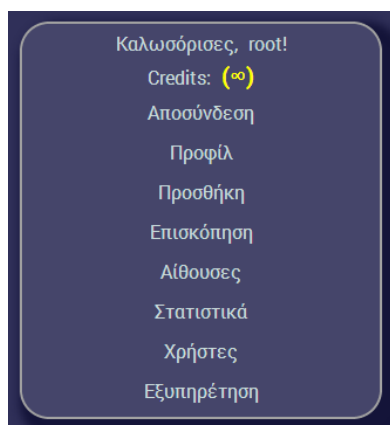 Καλωσόρισες, root!
Credits: (∞)
Αποσύνδεση
Προφίλ
Προσθήκη
Επισκόπηση
Αίθουσες
Στατιστικά
Χρήστες
Εξυπηρέτηση